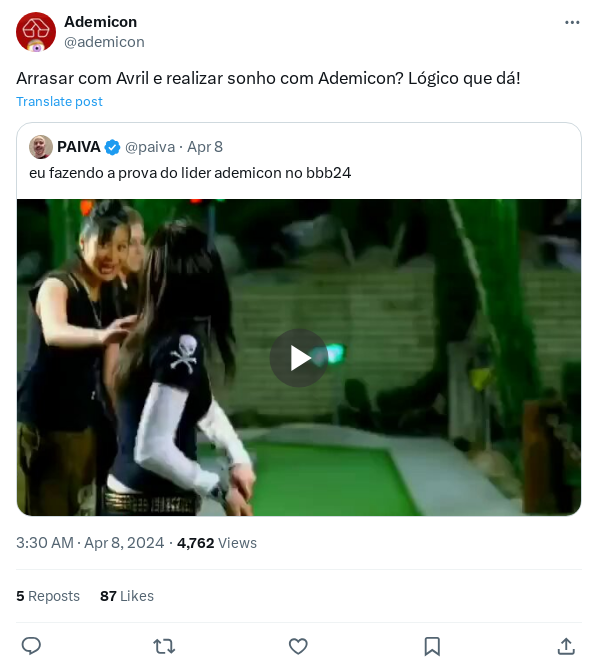 Ademicon
@ademicon
Arrasar com Avril e realizar sonho com Ademicon? Lógico que dá!
Translate post
PAIVA @paiva · Apr 8
eu fazendo a prova do lider ademicon no bbb24
3:30 AM · Apr 8, 2024 · 4,762 Views
5 Reposts 87 Likes